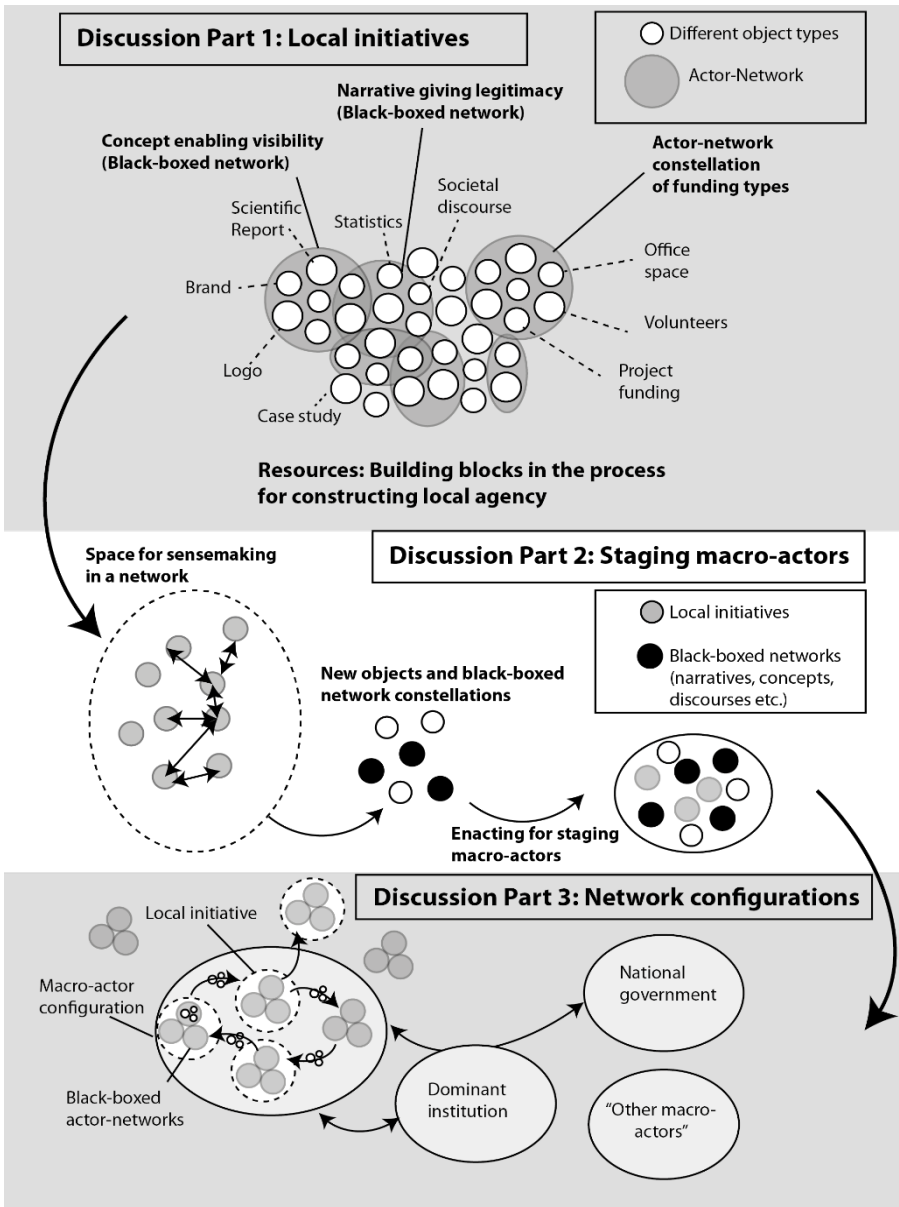 Discussion Part 1: Local initiatives
Different object types
Actor-Network
Narrative giving legitimacy
(Black-boxed network)
Concept enabling visibility
(Black-boxed network)
Actor-network
constellation
of funding types
Scientific
Report
Statistics
Societal
discourse
Brand
Office
space
Volunteers
Logo
Project
funding
Case study
Resources: Building blocks in the process
for constructing local agency
Discussion Part 2: Staging macro-actors
Space for sensemaking
in a network
Local initiatives
Black-boxed networks
(narratives, concepts,
discourses etc.)
New objects and black-boxed
network constellations
Enacting for staging
macro-actors
Discussion Part 3: Network configurations
Local initiative
Macro-actor
configuration
Black-boxed
actor-networks
National
government
Dominant
institution
“Other macro-
actors”